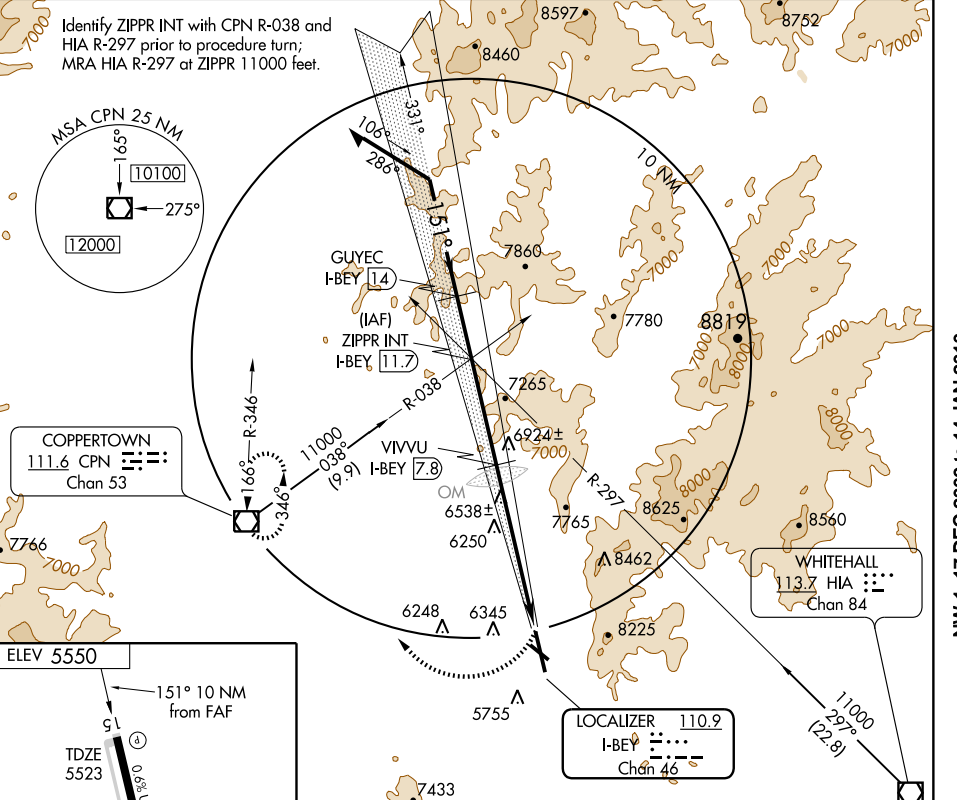 Identify ZIPPR INT with CPN R-038 and
HIA R-297 prior to procedure turn;
MRA HIA R-297 at ZIPPR 11000 feet.
7000
8597
8460
8752
7000
MSA CPN 25 NM
165°
10100
275°
12000
331°
106°
286°
151°
10 NM
GUYEC
I-BEY 14
7860
7000
7000
(IAF)
ZIPPR INT
I-BEY 11.7
7780
8819
7000
7000
8000
R-038
R-346
7265
COPPERTOWN
111.6 CPN
Chan 53
11000
038°
(9.9)
166°
346°
VIVVU
I-BEY 7.8
OM
6924±
7000
8000
6538±
6250
7765
R-297
8000
8625
8560
7766
7000
8462
WHITEHALL
113.7 HIA
Chan 84
6248
6345
8225
ELEV 5550
151° 10 NM
from FAF
15
P
TDZE
5523
0.6%
5755
LOCALIZER 110.9
I-BEY
Chan 46
11000
297°
(22.8)
7433